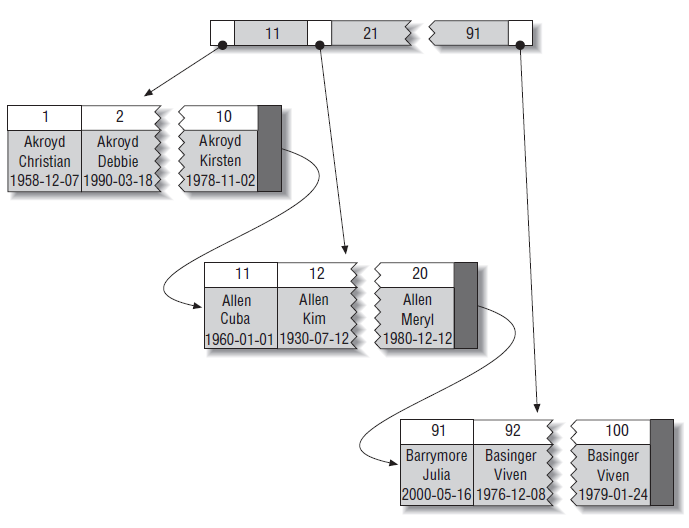 11 21 91
1 2 10
Akroyd Akroyd Akroyd
Christian Debbie Kirsten
1958-12-07 1990-03-18 1978-11-02
11 12 20
Allen Allen Allen
Cuba Kim Meryl
1960-01-01 1930-07-12 1980-12-12
91 92 100
Barrymore Basinger Basinger
Julia Viven Viven
2000-05-16 1976-12-08 1979-01-24